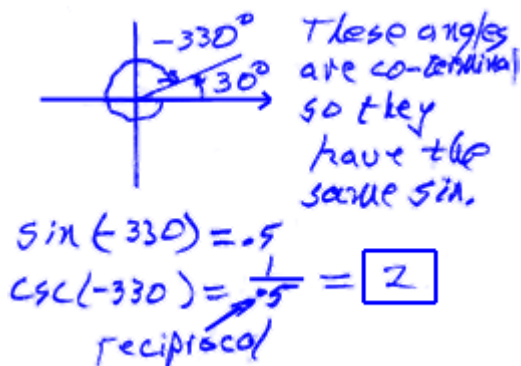 -330°
30°
These angles
are co-terminal
so they
have the
same sin.
sin(-330) = .5
csc(-330) = 1/.5 = 2
reciprocal